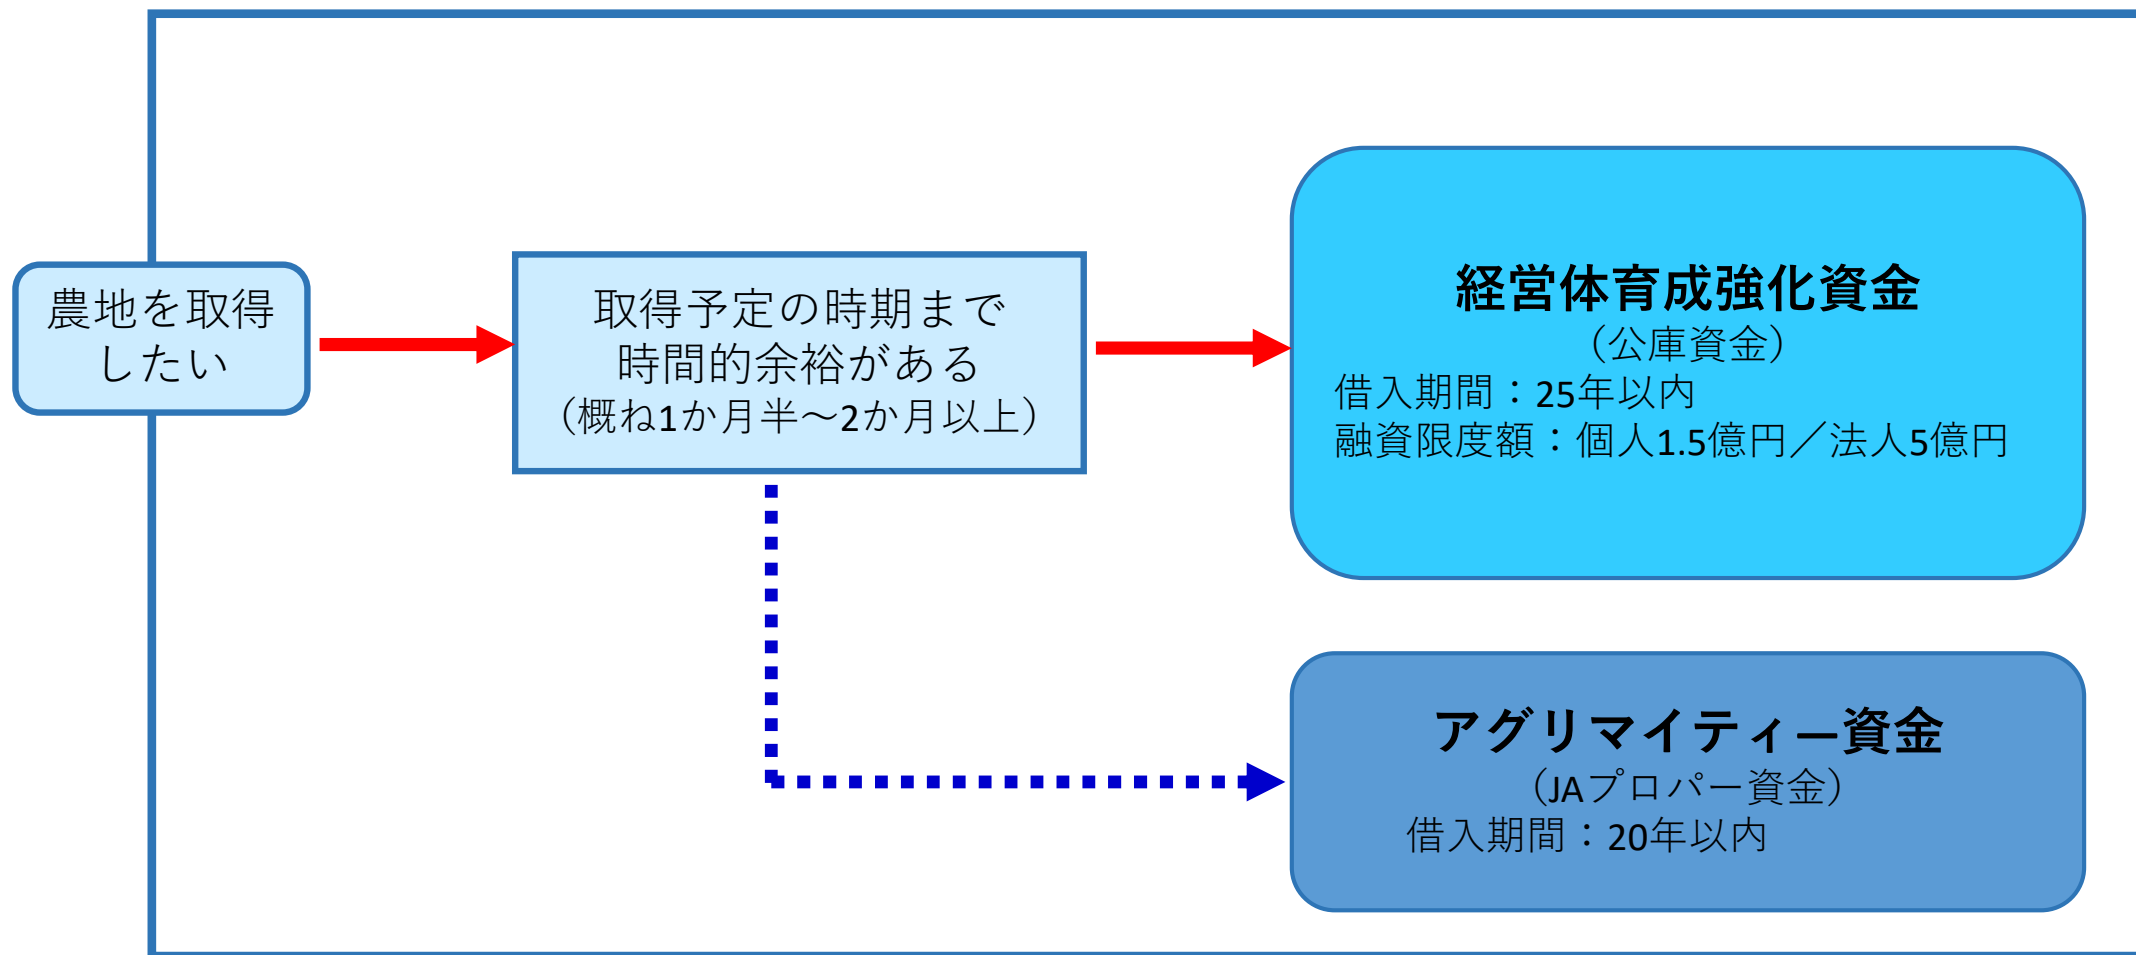 農地を取得
したい
取得予定の時期まで
時間的余裕がある
（概ね1か月半～2か月以上）
経営体育成強化資金
（公庫資金）
借入期間：25年以内
融資限度額：個人1.5億円／法人5億円
アグリマイティ―資金
（JAプロパー資金）
借入期間：20年以内